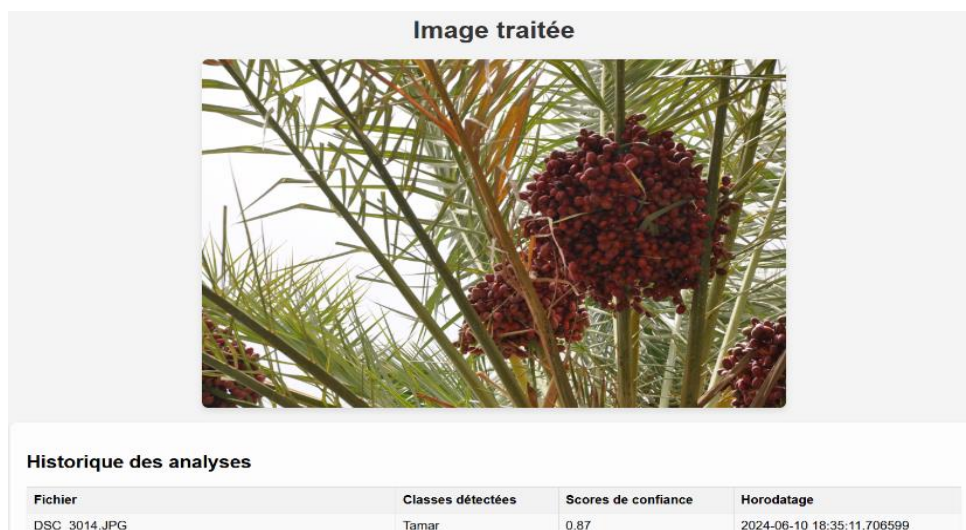 Image traitée
Historique des analyses
Fichier Classes détectées Scores de confiance Horodatage
DSC_3014.JPG Tamar 0.87 2024-06-10 18:35:11.706599